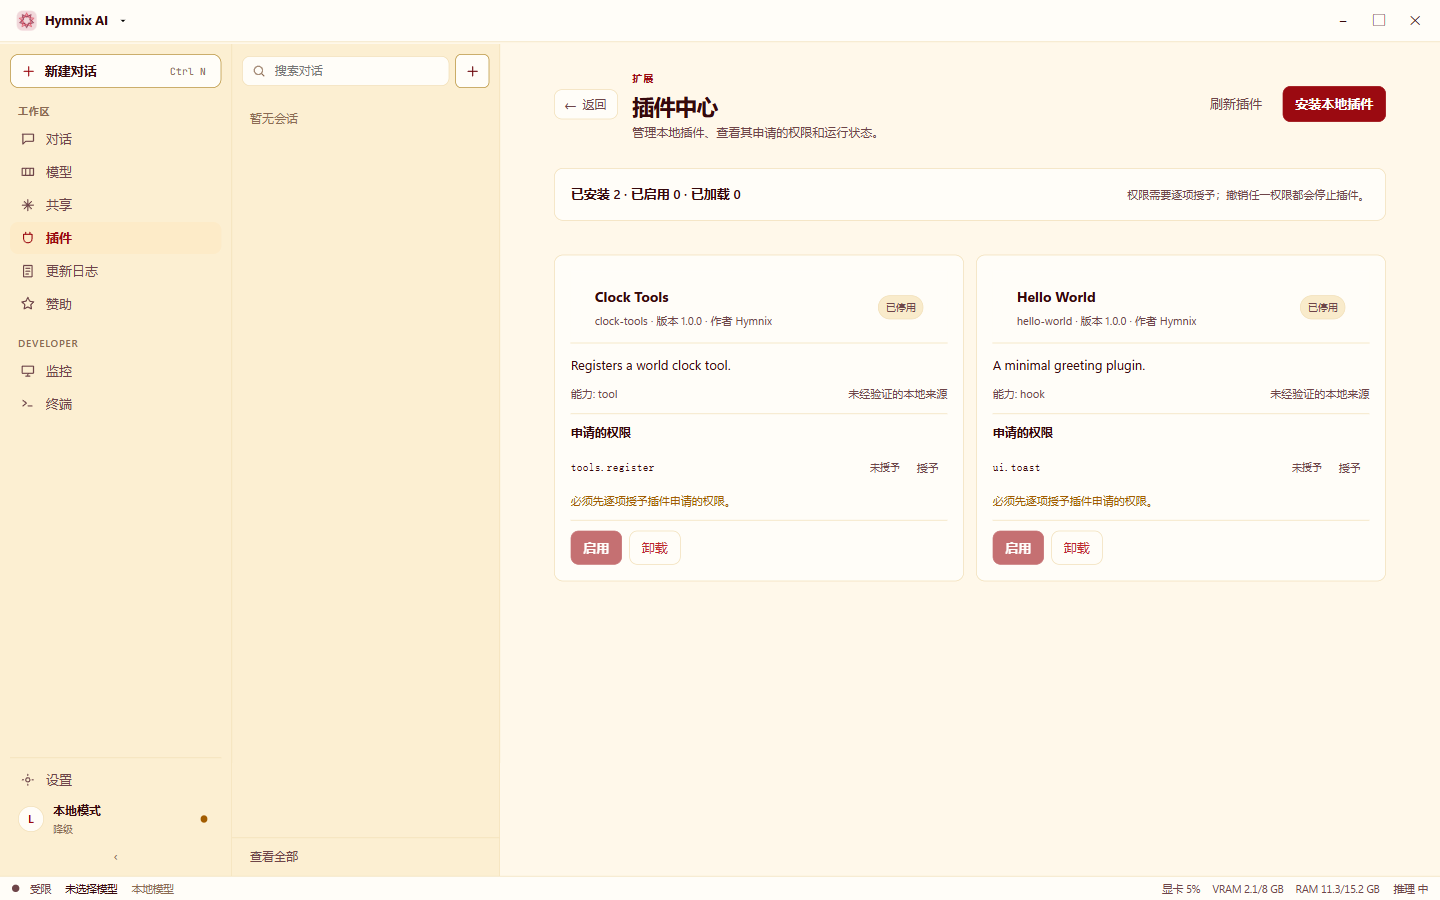 Hymnix AI
新建对话 Ctrl N
工作区
对话
模型
共享
插件
更新日志
赞助
DEVELOPER
监控
终端
设置
L
本地模式
降级
搜索对话
暂无会话
查看全部
← 返回
扩展
插件中心
管理本地插件、查看其申请的权限和运行状态。
刷新插件
安装本地插件
已安装 2 · 已启用 0 · 已加载 0
权限需要逐项授予；撤销任一权限都会停止插件。
Clock Tools
clock-tools · 版本 1.0.0 · 作者 Hymnix
已停用
Registers a world clock tool.
能力: tool
未经验证的本地来源
申请的权限
tools.register
未授予
授予
必须先逐项授予插件申请的权限。
启用
卸载
Hello World
hello-world · 版本 1.0.0 · 作者 Hymnix
已停用
A minimal greeting plugin.
能力: hook
未经验证的本地来源
申请的权限
ui.toast
未授予
授予
必须先逐项授予插件申请的权限。
启用
卸载
受限
未选择模型
本地模型
显卡 5%
VRAM 2.1/8 GB
RAM 11.3/15.2 GB
推理 中